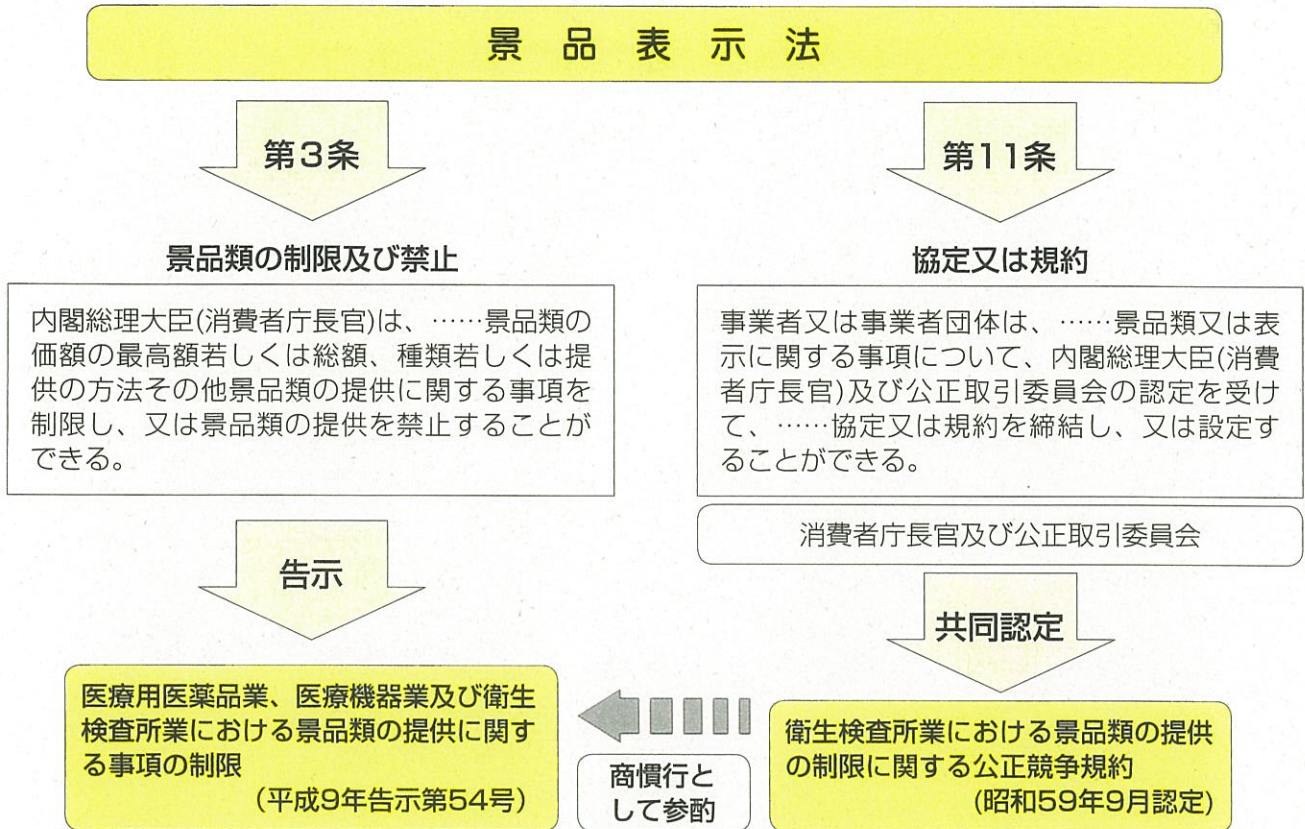 景品表示法
第3条
第11条
景品類の制限及び禁止
内閣総理大臣(消費者庁長官)は、……景品類の
価額の最高額若しくは総額、種類若しくは提
供の方法その他景品類の提供に関する事項を
制限し、又は景品類の提供を禁止することが
できる。
協定又は規約
事業者又は事業者団体は、……景品類又は表
示に関する事項について、内閣総理大臣(消費
者庁長官)及び公正取引委員会の認定を受け
て、……協定又は規約を締結し、又は設定す
ることができる。
消費者庁長官及び公正取引委員会
告示
共同認定
医療用医薬品業、医療機器業及び衛生
検査所業における景品類の提供に関す
る事項の制限
(平成9年告示第54号)
商慣行と
して参酌
衛生検査所業における景品類の提供
の制限に関する公正競争規約
(昭和59年9月認定)